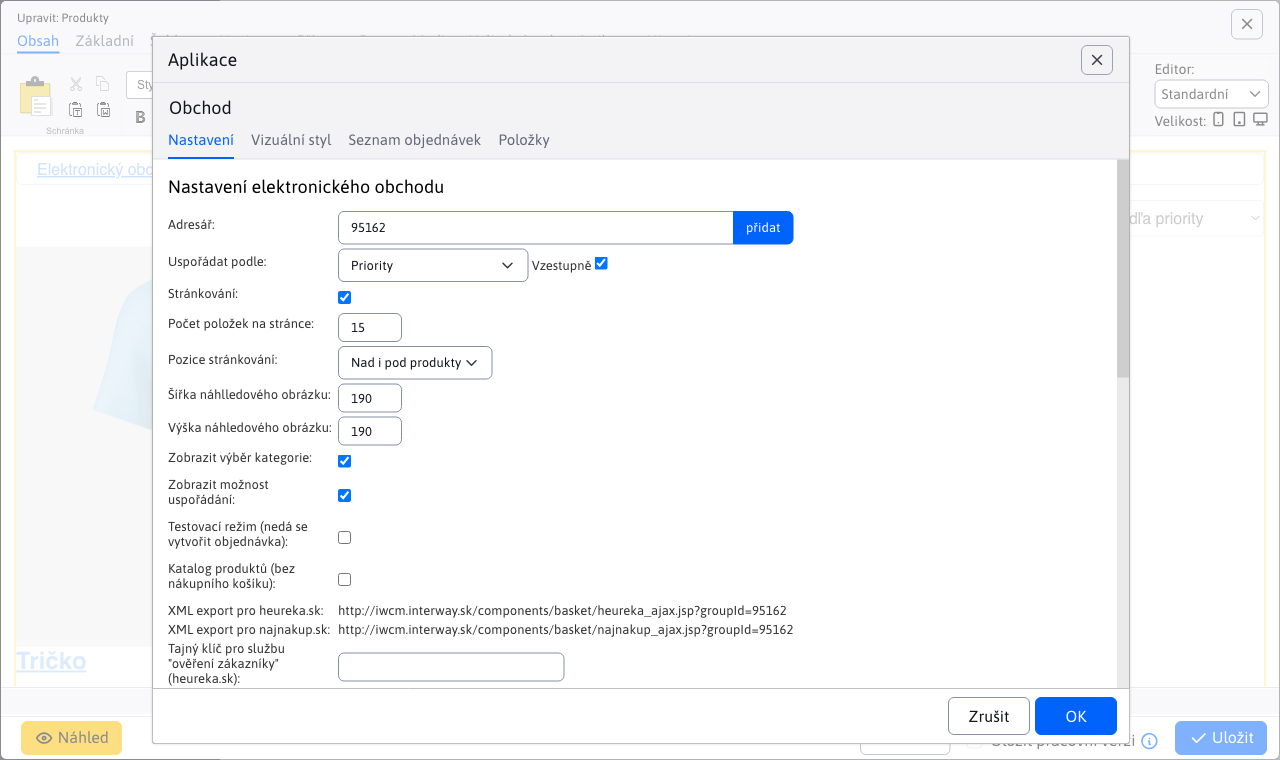 Upravit: Produkty
Obsah Základní
Aplikace
Editor:
Standardní
Velikost:
Schránka
B
Obchod
Nastavení Vizuální styl Seznam objednávek Položky
Elektronický obc
dľa priority
Nastavení elektronického obchodu
Adresář: 95162 přidat
Uspořádat podle: Priority Vzestupně
Stránkování:
Počet položek na stránce: 15
Pozice stránkování: Nad i pod produkty
Šířka náhlledového obrázku: 190
Výška náhledového obrázku: 190
Zobrazit výběr kategorie:
Zobrazit možnost
uspořádání:
Testovací režim (nedá se
vytvořit objednávka):
Katalog produktů (bez
nákupního košíku):
XML export pro heureka.sk: http://iwcm.interway.sk/components/basket/heureka_ajax.jsp?groupId=95162
XML export pro najnakup.sk: http://iwcm.interway.sk/components/basket/najnakup_ajax.jsp?groupId=95162
Tajný klíč pro službu
"ověřeni zákazníky"
(heureka.sk):
Tričko
Zrušit OK
Náhled
Uložit pracovní verzi
Uložit